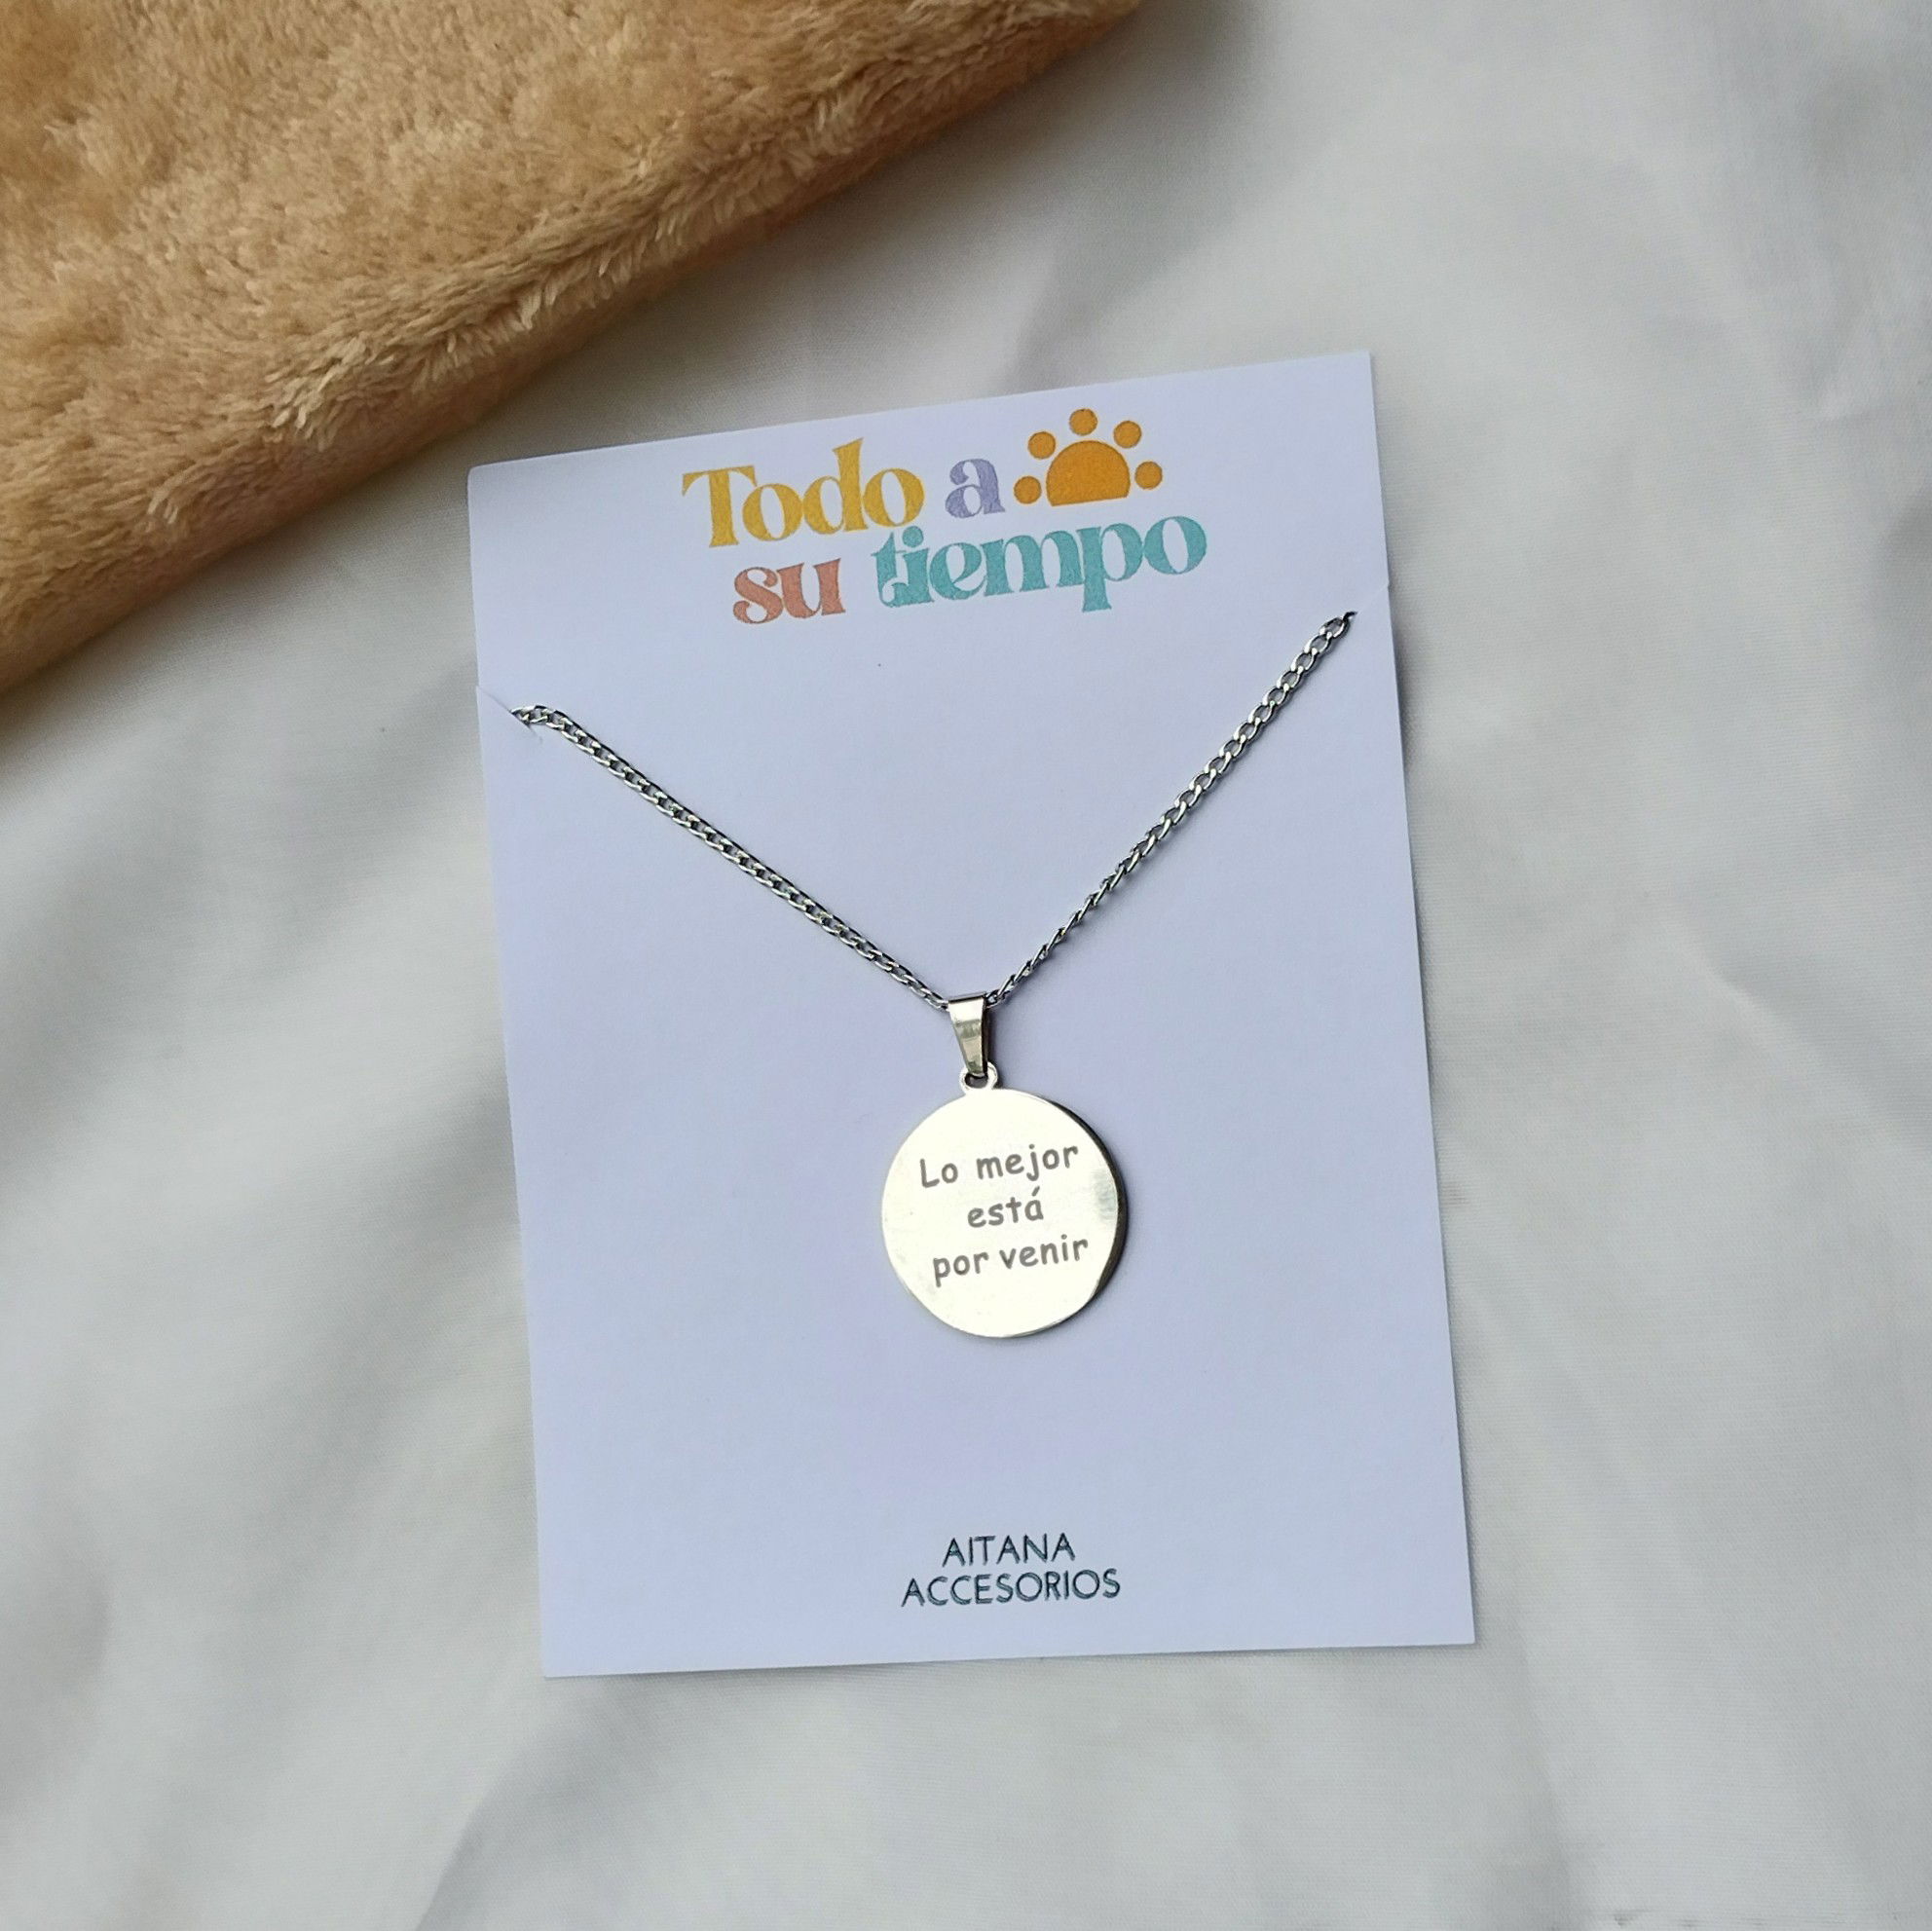 Todo a
su tiempo
Lo mejor
está
por venir
AITANA
ACCESORIOS